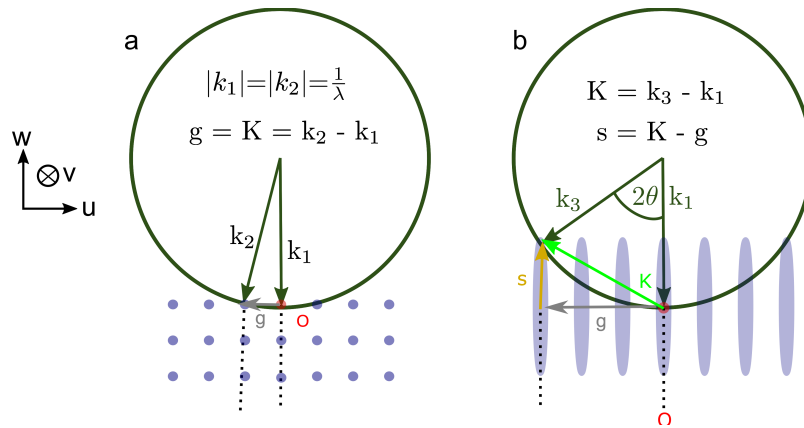 a
|k₁|=|k₂|=1/λ
g = K = k₂ - k₁
w
v
u
k₂
k₁
g
O
b
K = k₃ - k₁
s = K - g
k₃
2θ
k₁
s
K
g
O